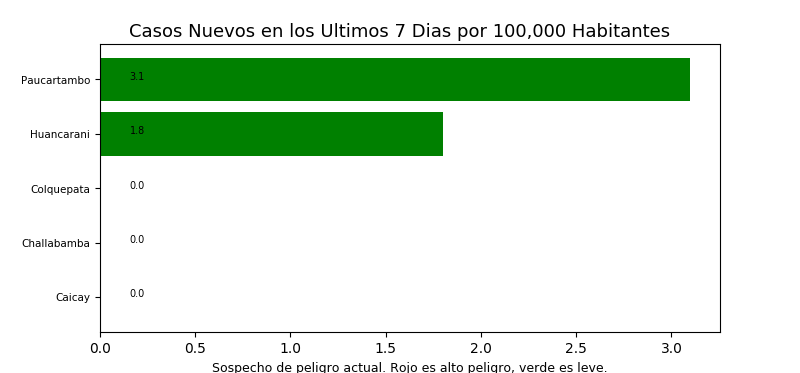 Casos Nuevos en los Ultimos 7 Dias por 100,000 Habitantes
Paucartambo 3.1
Huancarani 1.8
Colquepata 0.0
Challabamba 0.0
Caicay 0.0
0.0 0.5 1.0 1.5 2.0 2.5 3.0
Sospecho de peligro actual. Rojo es alto peligro, verde es leve.